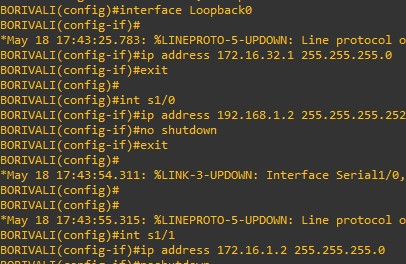 BORIVALI(config)#interface Loopback0
BORIVALI(config-if)#
*May 18 17:43:25.783: %LINEPROTO-5-UPDOWN: Line protocol o
BORIVALI(config-if)#ip address 172.16.32.1 255.255.255.0
BORIVALI(config-if)#exit
BORIVALI(config)#
BORIVALI(config)#int s1/0
BORIVALI(config-if)#ip address 192.168.1.2 255.255.255.252
BORIVALI(config-if)#no shutdown
BORIVALI(config-if)#exit
BORIVALI(config)#
*May 18 17:43:54.311: %LINK-3-UPDOWN: Interface Serial1/0,
BORIVALI(config)#
BORIVALI(config)#
*May 18 17:43:55.315: %LINEPROTO-5-UPDOWN: Line protocol o
BORIVALI(config)#int s1/1
BORIVALI(config-if)#ip address 172.16.1.2 255.255.255.0
BORIVALI(config-if)#